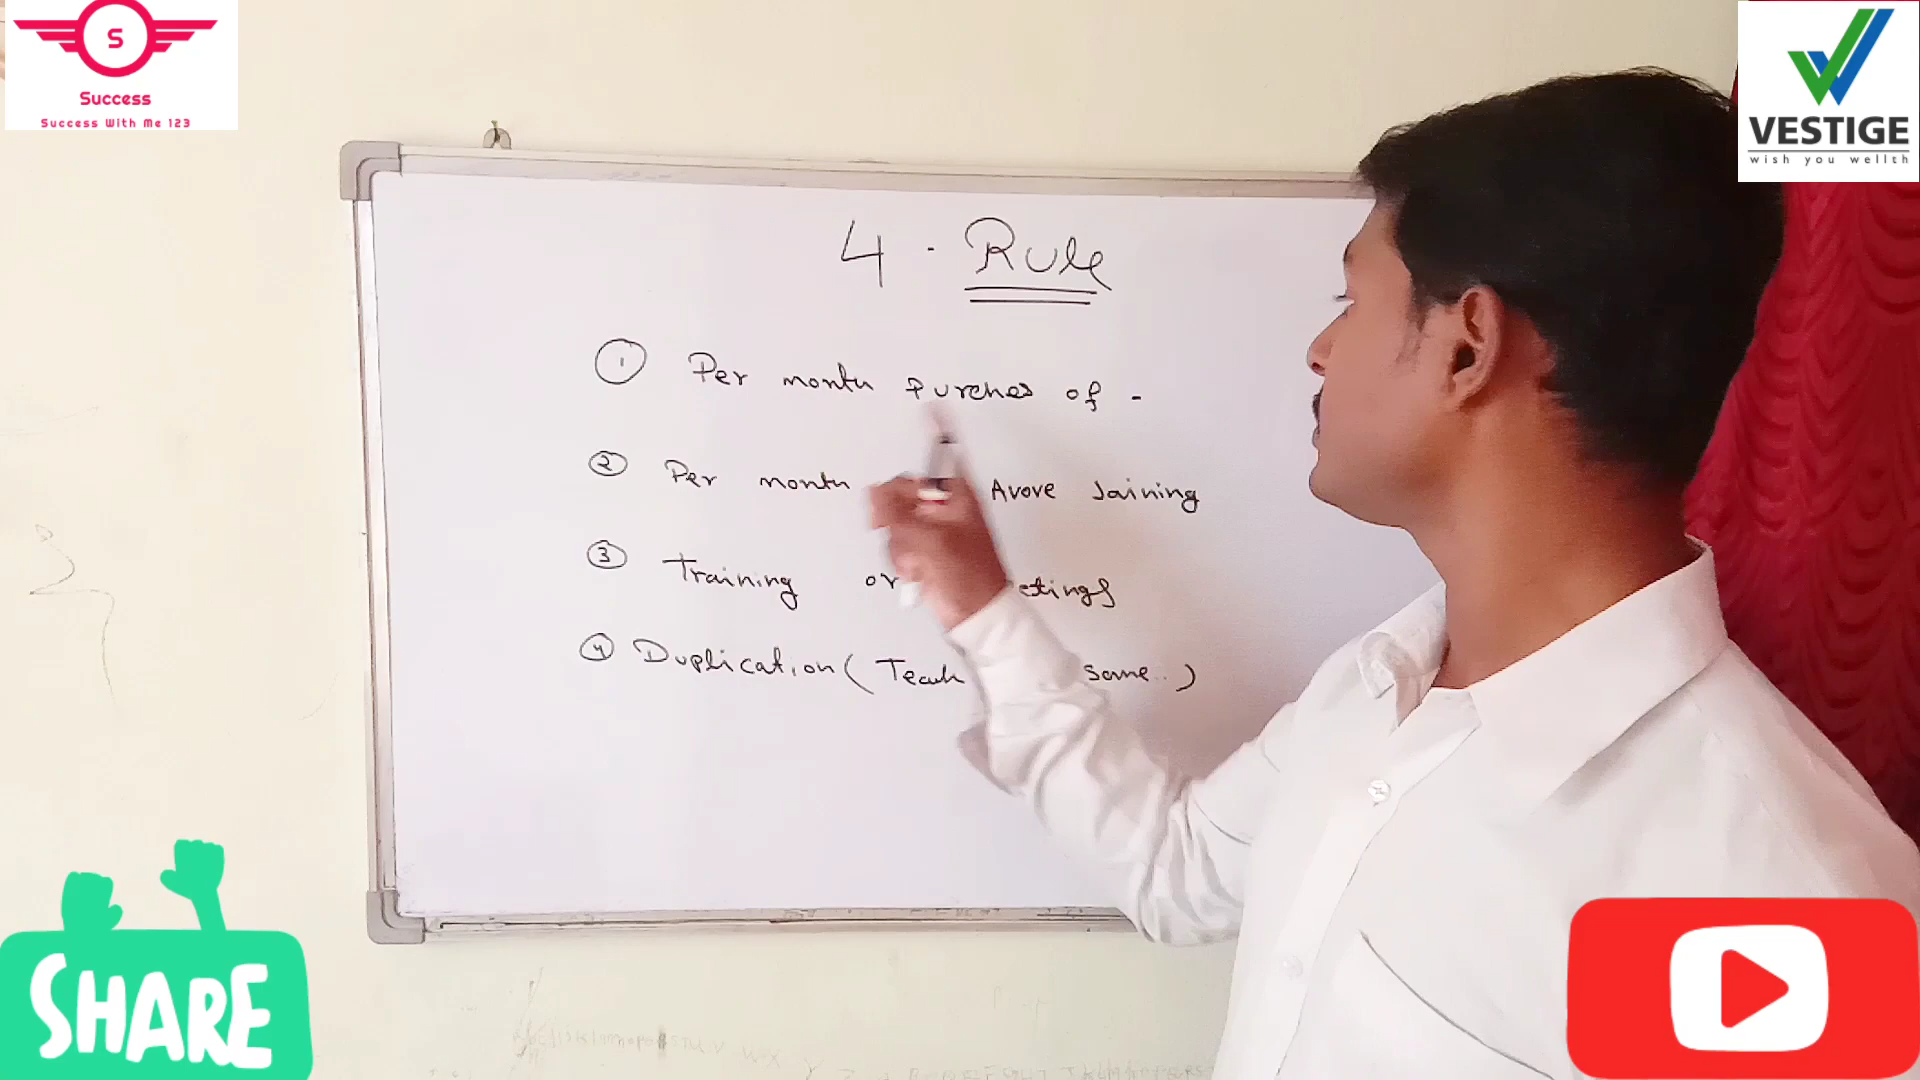 S
Success
Success With Me 123
VESTIGE
wish you wellth
4 - Rule
1 Per month purches of -
2 Per month Avove Jaining
3 Training or etings
4 Duplication ( Teach same.. )
SHARE